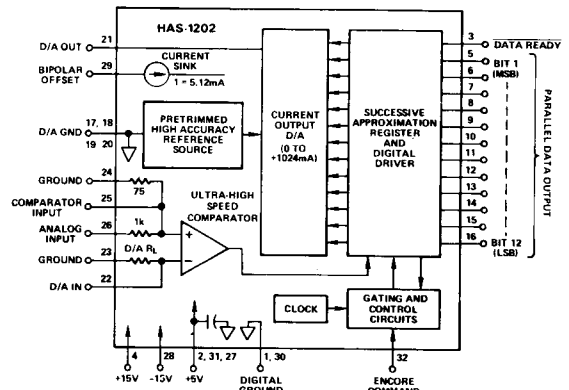 HAS-1202
D/A OUT 21
BIPOLAR OFFSET 29
CURRENT SINK
1 = 5.12mA
D/A GND 17, 18
19 20
PRETRIMMED
HIGH ACCURACY
REFERENCE
SOURCE
CURRENT
OUTPUT
D/A
(0 TO
+1024mA)
SUCCESSIVE
APPROXIMATION
REGISTER
AND
DIGITAL
DRIVER
3 DATA READY
5 BIT 1
6 (MSB)
7
8
9
10
11
12
13
14
15
16 BIT 12
(LSB)
PARALLEL DATA OUTPUT
GROUND 24
75
COMPARATOR INPUT 25
ANALOG INPUT 26
1k
GROUND 23
D/A RL
D/A IN 22
ULTRA-HIGH
SPEED
COMPARATOR
+
−
CLOCK
GATING AND
CONTROL
CIRCUITS
4
28
2, 31, 27
1, 30
32
+15V
-15V
+5V
DIGITAL
GROUND
ENCORE
COMMAND